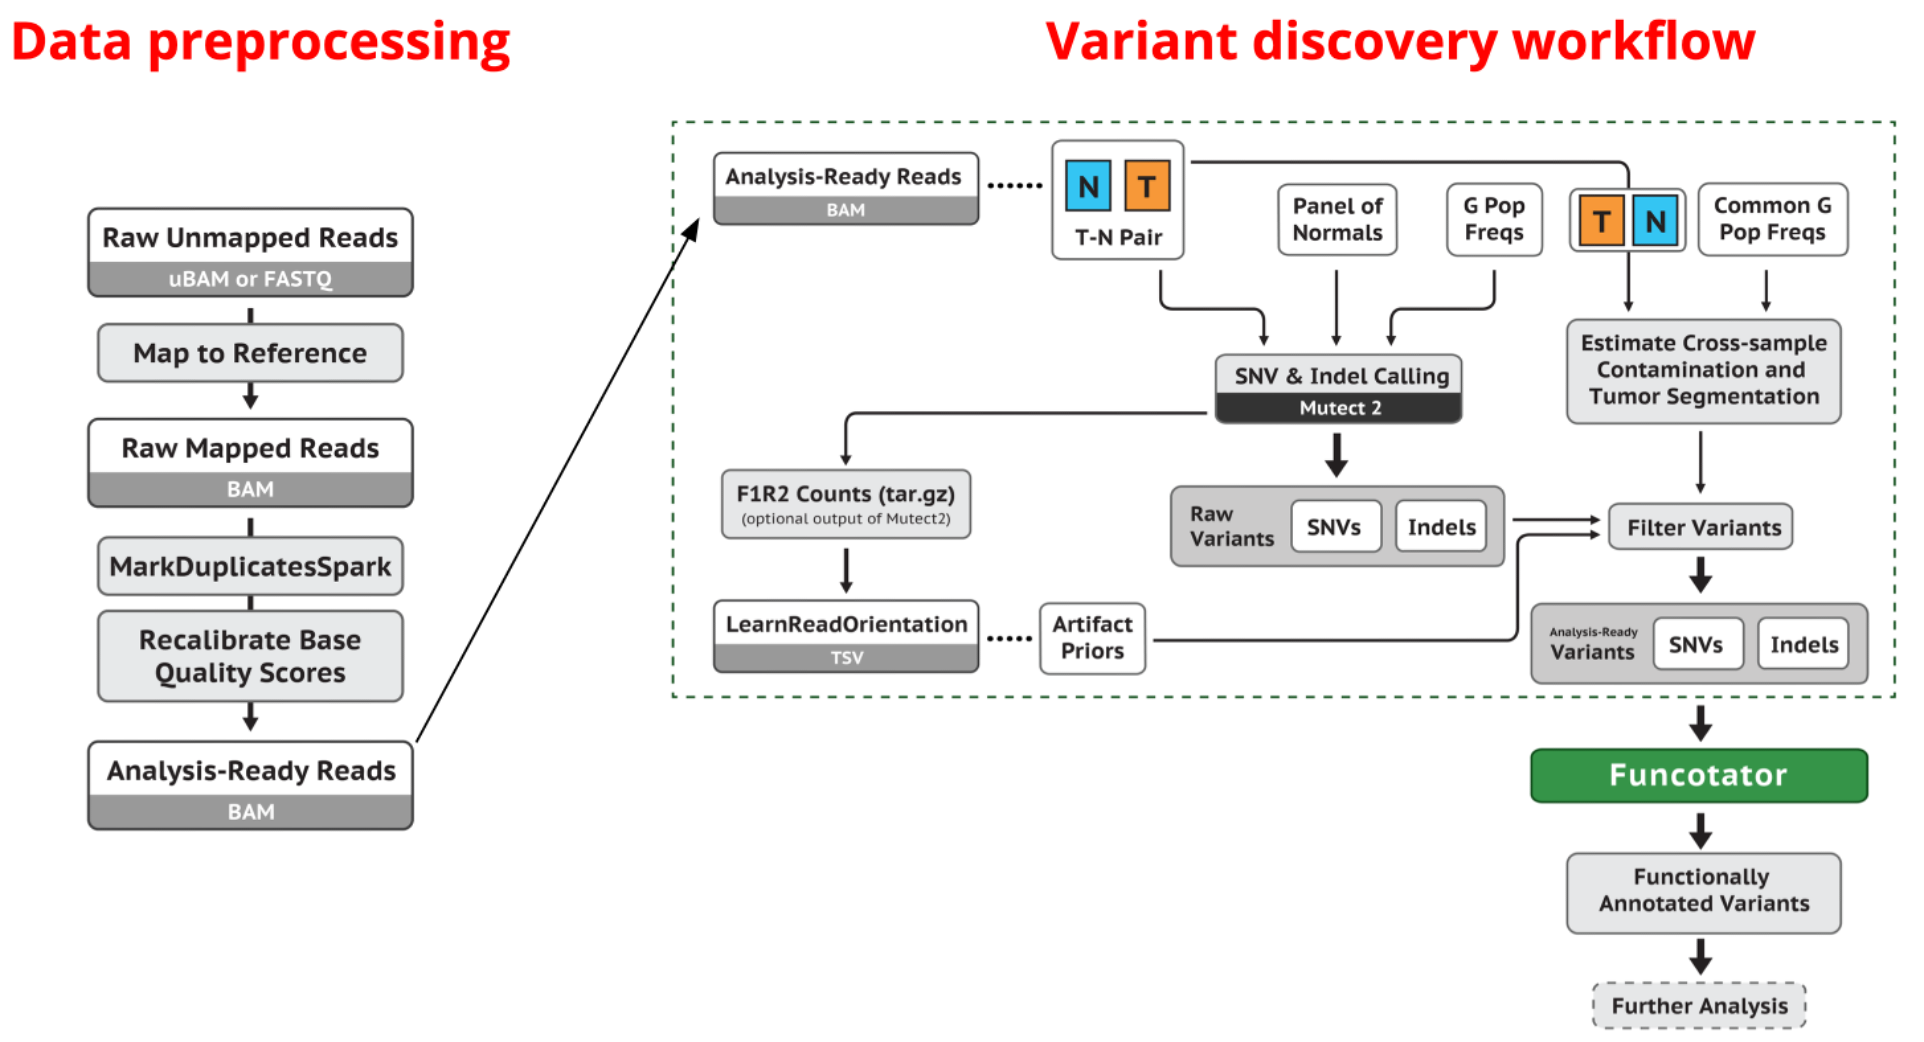 Data preprocessing
Variant discovery workflow
Raw Unmapped Reads
uBAM or FASTQ
Map to Reference
Raw Mapped Reads
BAM
MarkDuplicatesSpark
Recalibrate Base
Quality Scores
Analysis-Ready Reads
BAM
Analysis-Ready Reads
BAM
N T
T-N Pair
Panel of
Normals
G Pop
Freqs
T N
Common G
Pop Freqs
SNV & Indel Calling
Mutect 2
Estimate Cross-sample
Contamination and
Tumor Segmentation
F1R2 Counts (tar.gz)
(optional output of Mutect2)
Raw
Variants
SNVs
Indels
Filter Variants
LearnReadOrientation
TSV
Artifact
Priors
Analysis-Ready
Variants
SNVs
Indels
Funcotator
Functionally
Annotated Variants
Further Analysis